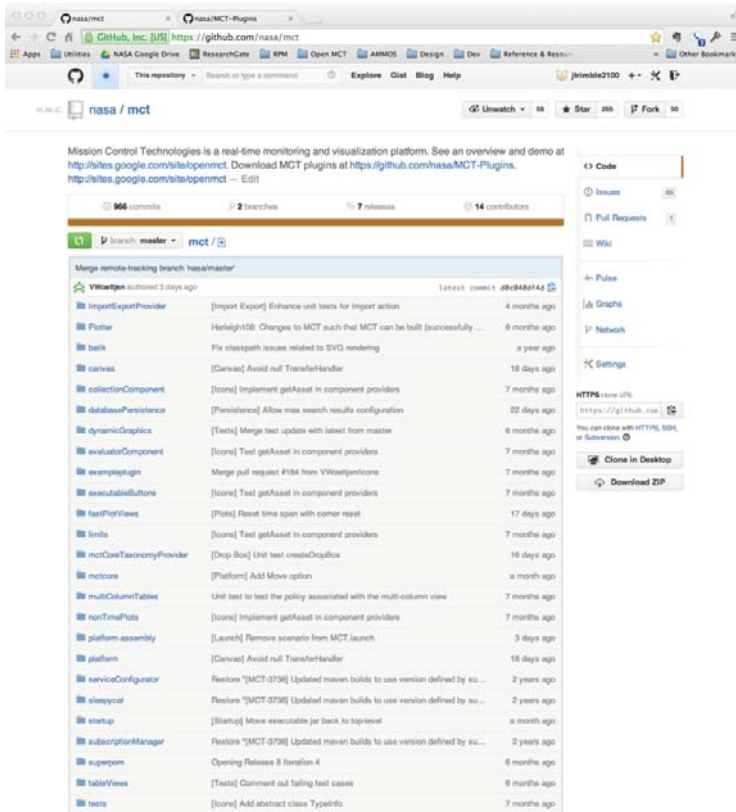 nasa/mct
nasa/MCT-Plugins
GitHub, Inc. [US] https://github.com/nasa/mct
Apps Utilities NASA Google Drive ResearchGate RPM Open MCT AMMOS Design Dev Reference & Resour Other Bookmarks
This repository Search or type a command Explore Gist Blog Help jtrimble2100
PUBLIC nasa / mct Unwatch 59 Star 265 Fork 50
Mission Control Technologies is a real-time monitoring and visualization platform. See an overview and demo at
http://sites.google.com/site/openmct. Download MCT plugins at https://github.com/nasa/MCT-Plugins.
http://sites.google.com/site/openmct — Edit
966 commits 2 branches 7 releases 14 contributors
branch: master mct /
Merge remote-tracking branch 'nasa/master'
VWoeltjen authored 3 days ago latest commit
ImportExportProvider [Import Export] Enhance unit tests for Import action 4 months ago
Plotter Harleigh108: Changes to MCT such that MCT can be built (successfully ... 6 months ago
batik Fix classpath issues related to SVG rendering a year ago
canvas [Canvas] Avoid null TransferHandler 16 days ago
collectionComponent [Icons] Implement getAsset in component providers 7 months ago
databasePersistence [Persistence] Allow max search results configuration 22 days ago
dynamicGraphics [Tests] Merge test update with latest from master 6 months ago
evaluatorComponent [Icons] Test getAsset in component providers 7 months ago
exampleplugin Merge pull request #184 from VWoeltjen/icons 7 months ago
executableButtons [Icons] Test getAsset in component providers 7 months ago
fastPlotViews [Plots] Reset time span with corner reset 17 days ago
limits [Icons] Test getAsset in component providers 7 months ago
mctCoreTaxonomyProvider [Drop Box] Unit test createDropBox 16 days ago
mctcore [Platform] Add Move option a month ago
multiColumnTables Unit test to test the policy associated with the multi-column view 7 months ago
nonTimePlots [Icons] Implement getAsset in component providers 7 months ago
platform-assembly [Launch] Remove scenario from MCT launch 3 days ago
platform [Canvas] Avoid null TransferHandler 16 days ago
serviceConfigurator Restore "[MCT-3738] Updated maven builds to use version defined by su... 2 years ago
sleepycat Restore "[MCT-3738] Updated maven builds to use version defined by su... 2 years ago
startup [Startup] Move executable jar back to top-level a month ago
subscriptionManager Restore "[MCT-3738] Updated maven builds to use version defined by su... 2 years ago
superpom Opening Release 8 Iteration 4 6 months ago
tableViews [Tests] Comment out failing test cases 6 months ago
tests [Icons] Add abstract class TypeInfo 7 months ago
Code
Issues
Pull Requests
Wiki
Pulse
Graphs
Network
Settings
HTTPS clone URL
https://github.com
You can clone with HTTPS, SSH,
or Subversion.
Clone in Desktop
Download ZIP